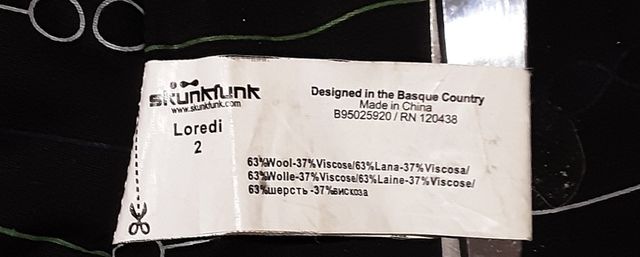 skunkfunk
www.skunkfunk.com
Loredi
2
Designed in the Basque Country
Made in China
B95025920 / RN 120438
63%Wool-37%Viscose/63%Lana-37%Viscosa/
63%Wolle-37%Viscose/63%Laine-37%Viscose/
63%шерсть-37%вискоза